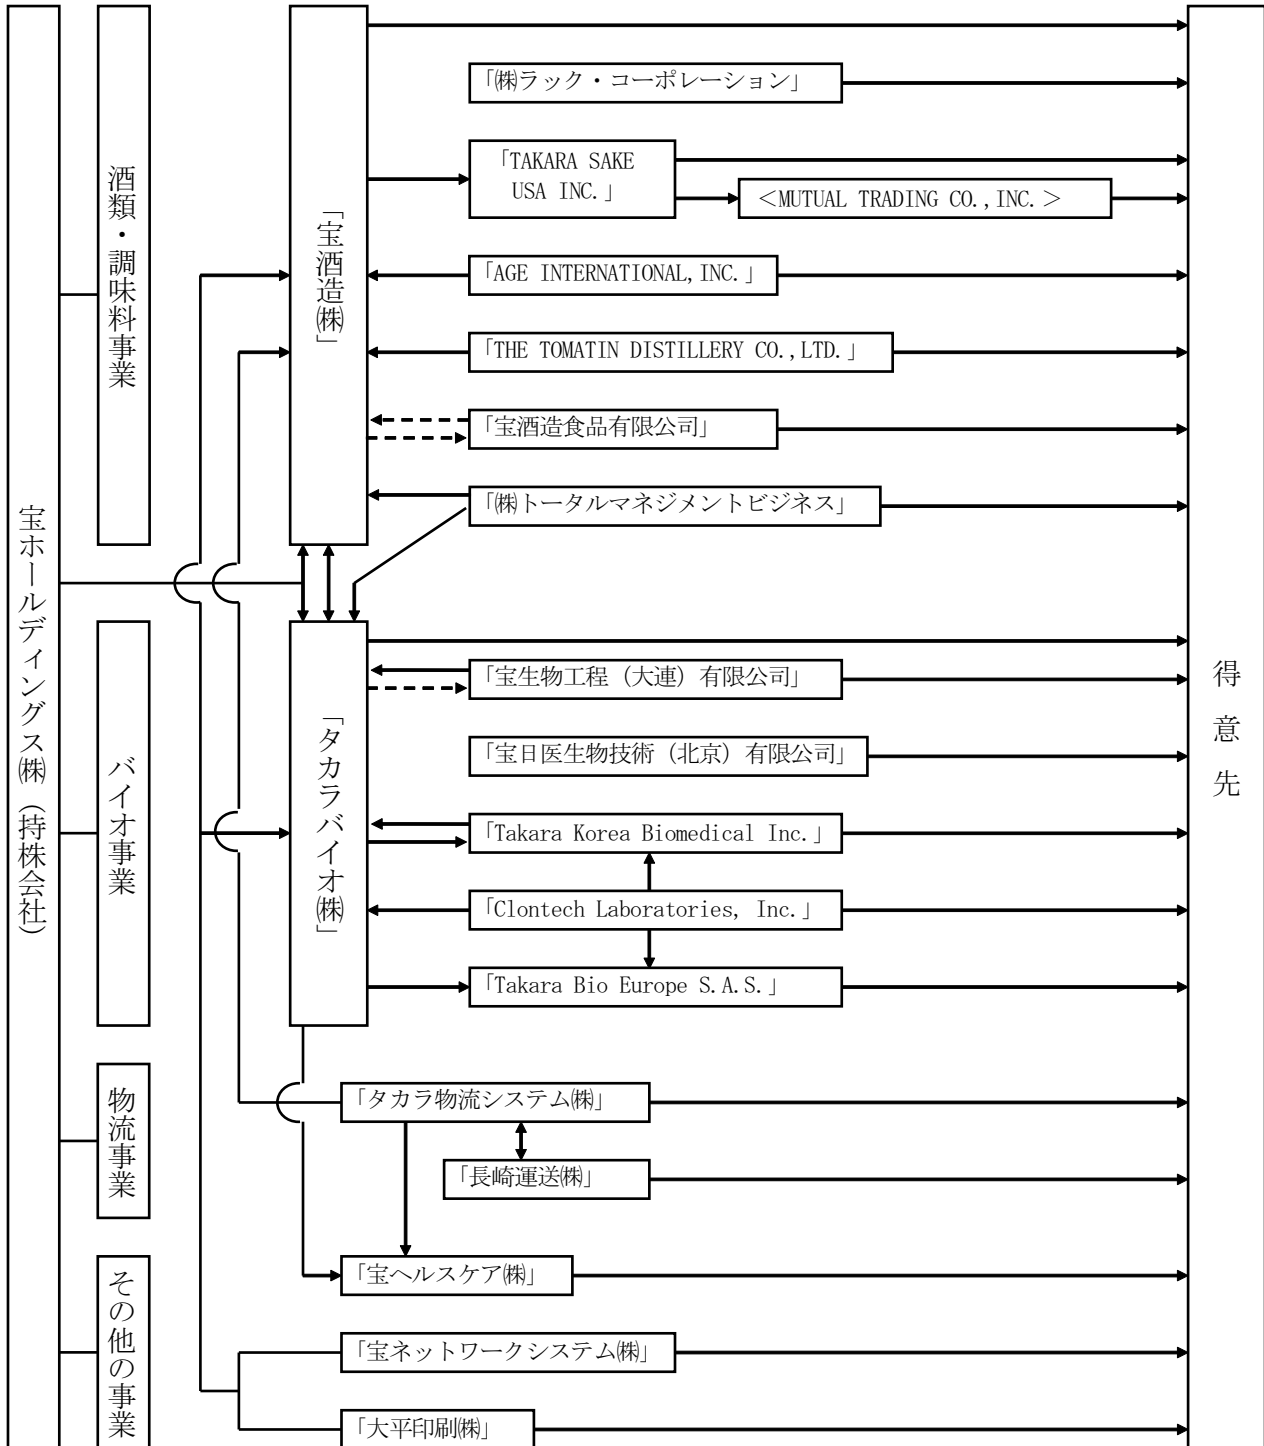 宝ホールディングス㈱（持株会社）
酒類・調味料事業
バイオ事業
物流事業
その他の事業
「宝酒造㈱」
「㈱ラック・コーポレーション」
「TAKARA SAKE
USA INC.」
＜MUTUAL TRADING CO.,INC.＞
「AGE INTERNATIONAL,INC.」
「THE TOMATIN DISTILLERY CO.,LTD.」
「宝酒造食品有限公司」
「㈱トータルマネジメントビジネス」
「タカラバイオ㈱」
「宝生物工程（大連）有限公司」
「宝日医生物技術（北京）有限公司」
「Takara Korea Biomedical Inc.」
「Clontech Laboratories, Inc.」
「Takara Bio Europe S.A.S.」
「タカラ物流システム㈱」
「長崎運送㈱」
「宝ヘルスケア㈱」
「宝ネットワークシステム㈱」
「大平印刷㈱」
得意先